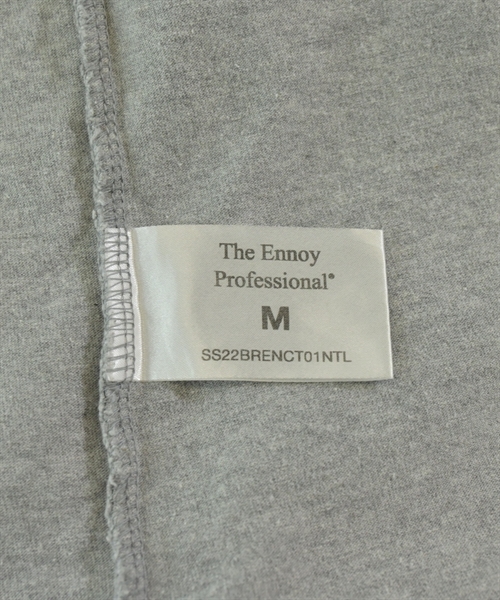 The Ennoy
Professional®
M
SS22BRENCT01NTL